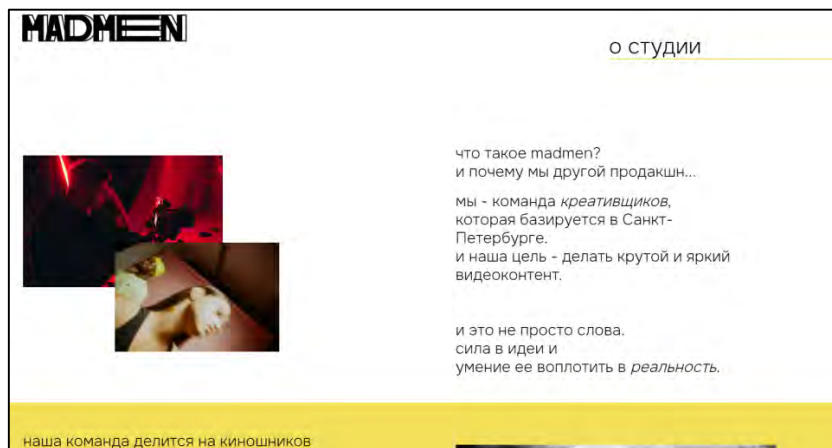 MADMEN
о студии
что такое madmen?
и почему мы другой продакшн...
мы - команда креативщиков,
которая базируется в Санкт-
Петербурге.
и наша цель - делать крутой и яркий
видеоконтент.
и это не просто слова.
сила в идеи и
умение ее воплотить в реальность.
наша команда делится на киношников